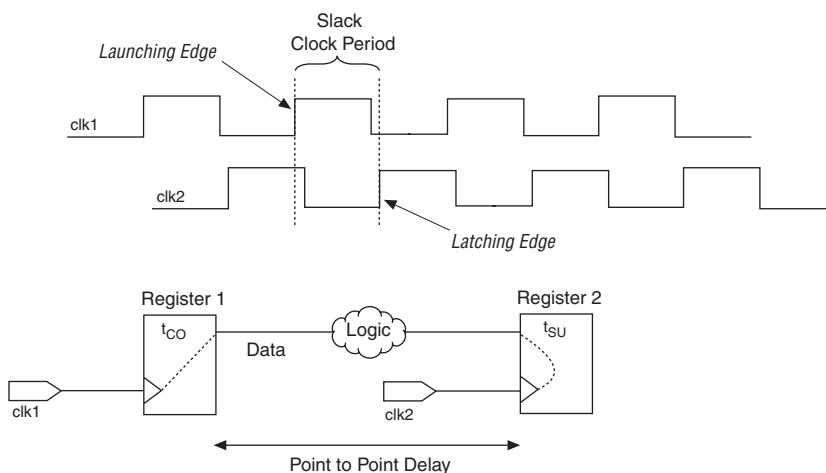 Slack
Clock Period
Launching Edge
clk1
clk2
Latching Edge
Register 1
Register 2
tCO
Logic
tSU
Data
clk1
clk2
Point to Point Delay